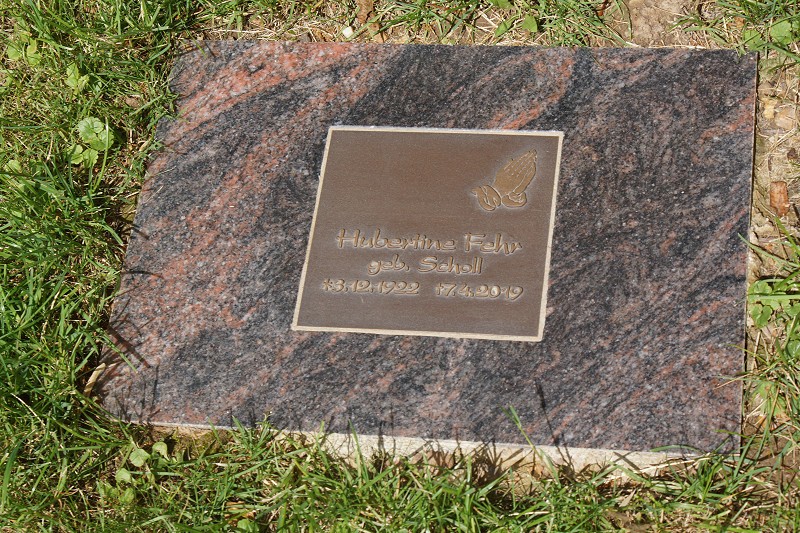 Hubertine Fehr
geb. Scholl
*3.12.1922 †7.4.2019